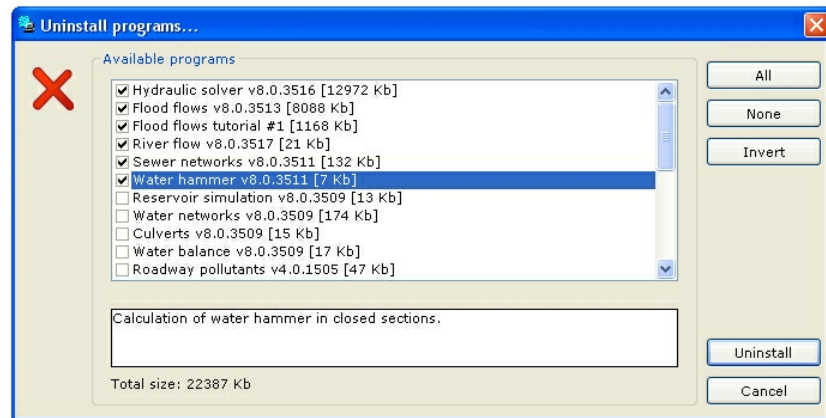 Uninstall programs...
Available programs
Hydraulic solver v8.0.3516 [12972 Kb]
Flood flows v8.0.3513 [8088 Kb]
Flood flows tutorial #1 [1168 Kb]
River flow v8.0.3517 [21 Kb]
Sewer networks v8.0.3511 [132 Kb]
Water hammer v8.0.3511 [7 Kb]
Reservoir simulation v8.0.3509 [13 Kb]
Water networks v8.0.3509 [174 Kb]
Culverts v8.0.3509 [15 Kb]
Water balance v8.0.3509 [17 Kb]
Roadway pollutants v4.0.1505 [47 Kb]
All
None
Invert
Calculation of water hammer in closed sections.
Total size: 22387 Kb
Uninstall
Cancel